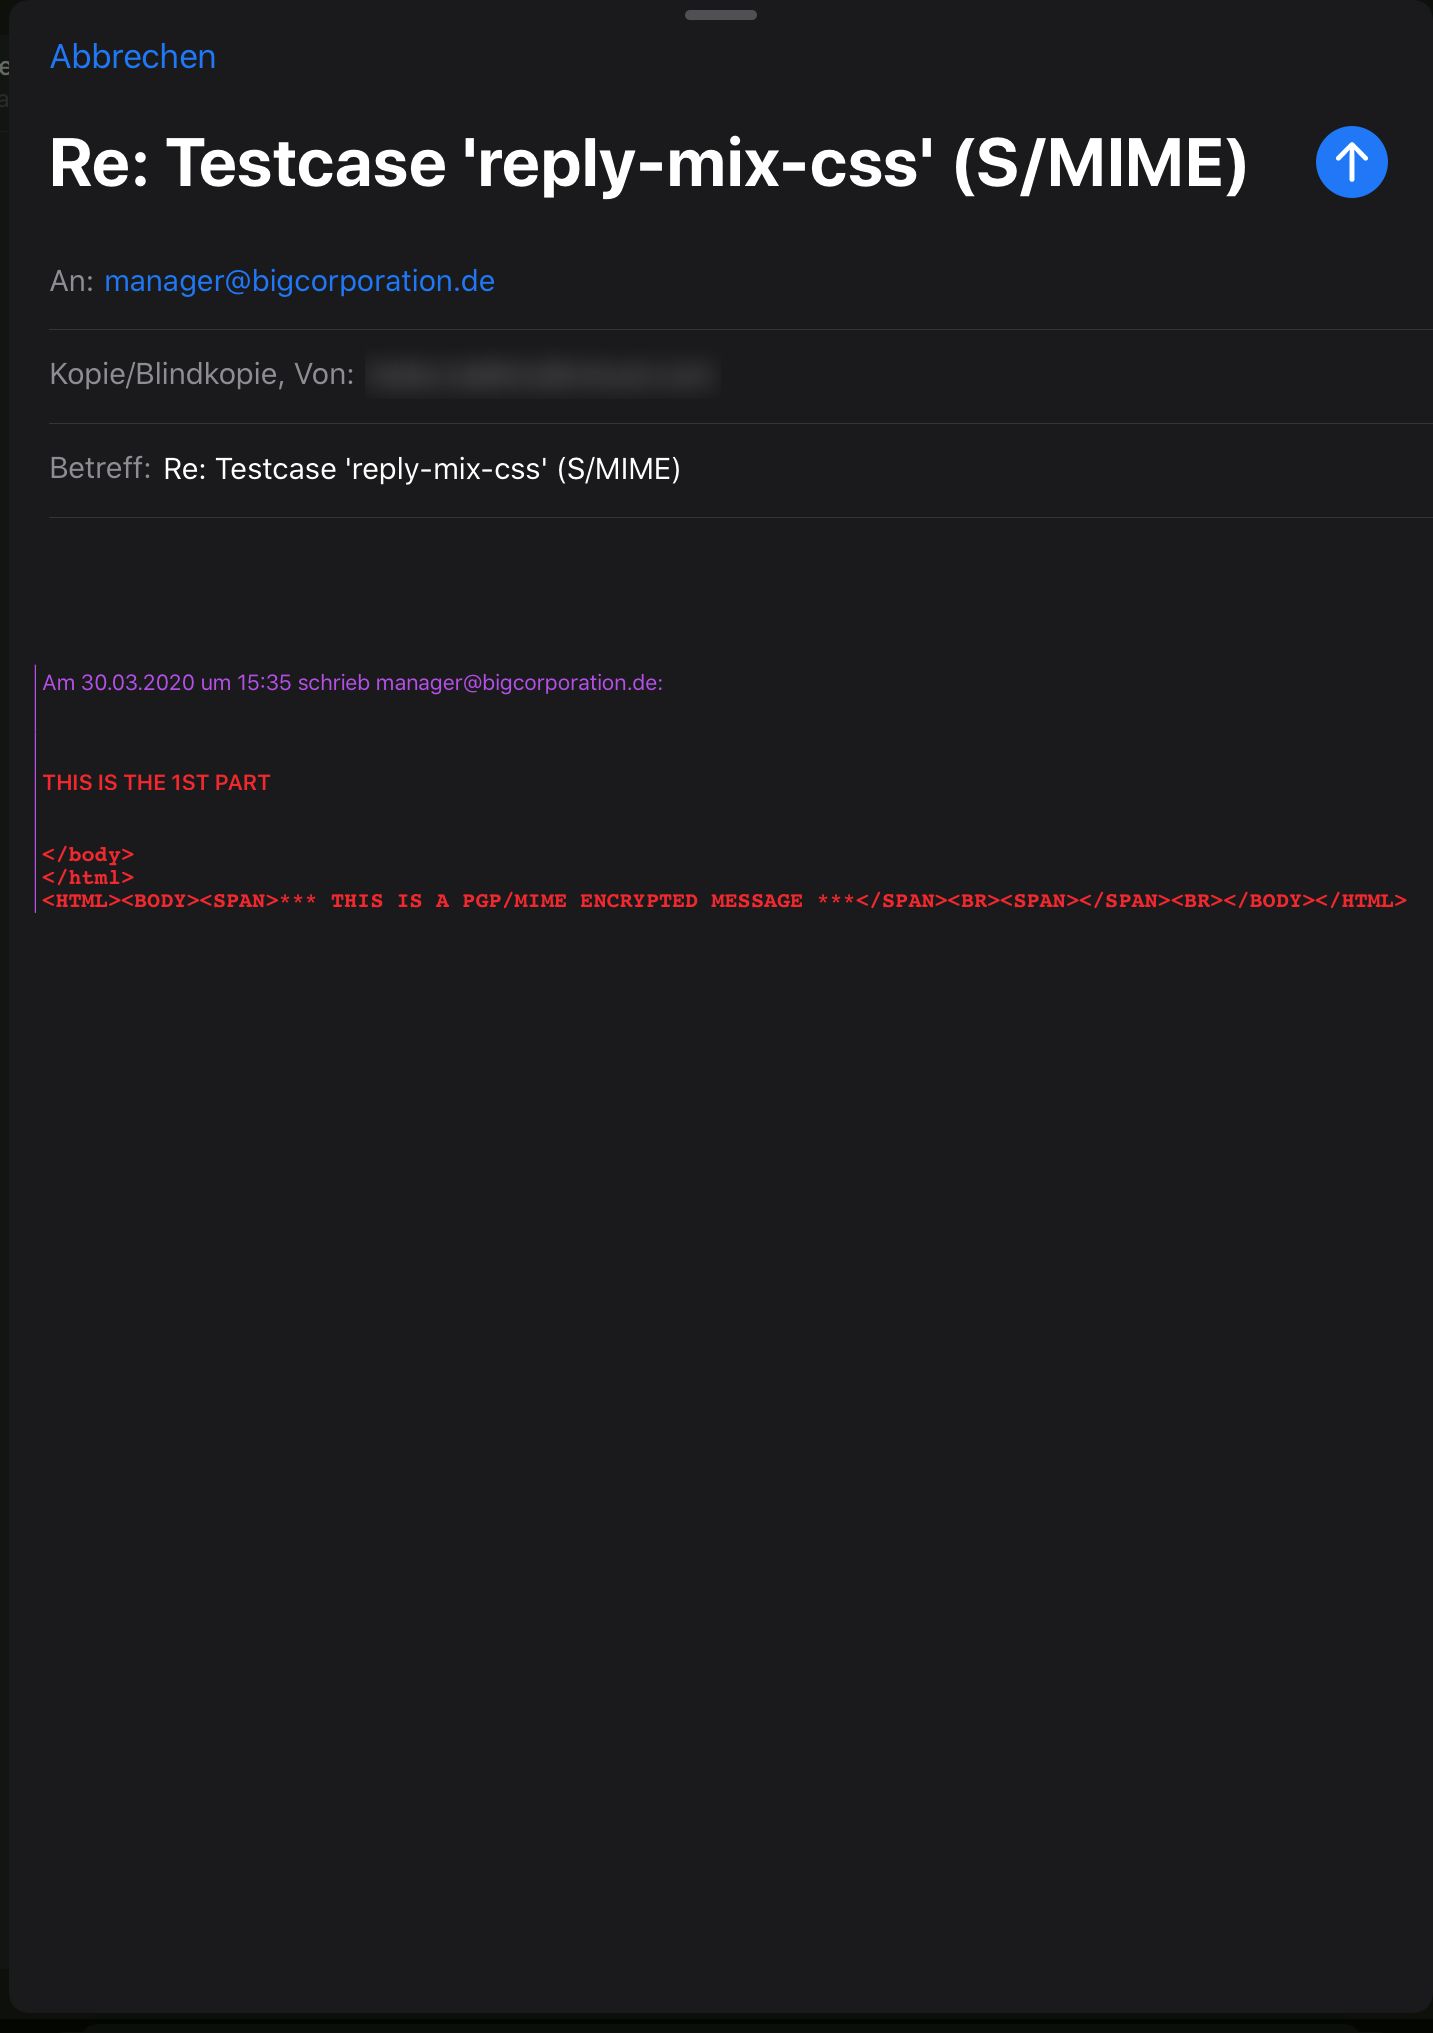 Abbrechen
Re: Testcase 'reply-mix-css' (S/MIME)
An: manager@bigcorporation.de
Kopie/Blindkopie, Von:
Betreff: Re: Testcase 'reply-mix-css' (S/MIME)
Am 30.03.2020 um 15:35 schrieb manager@bigcorporation.de:
THIS IS THE 1ST PART
</body>
</html>
<HTML><BODY><SPAN>*** THIS IS A PGP/MIME ENCRYPTED MESSAGE ***</SPAN><BR><SPAN></SPAN><BR></BODY></HTML>